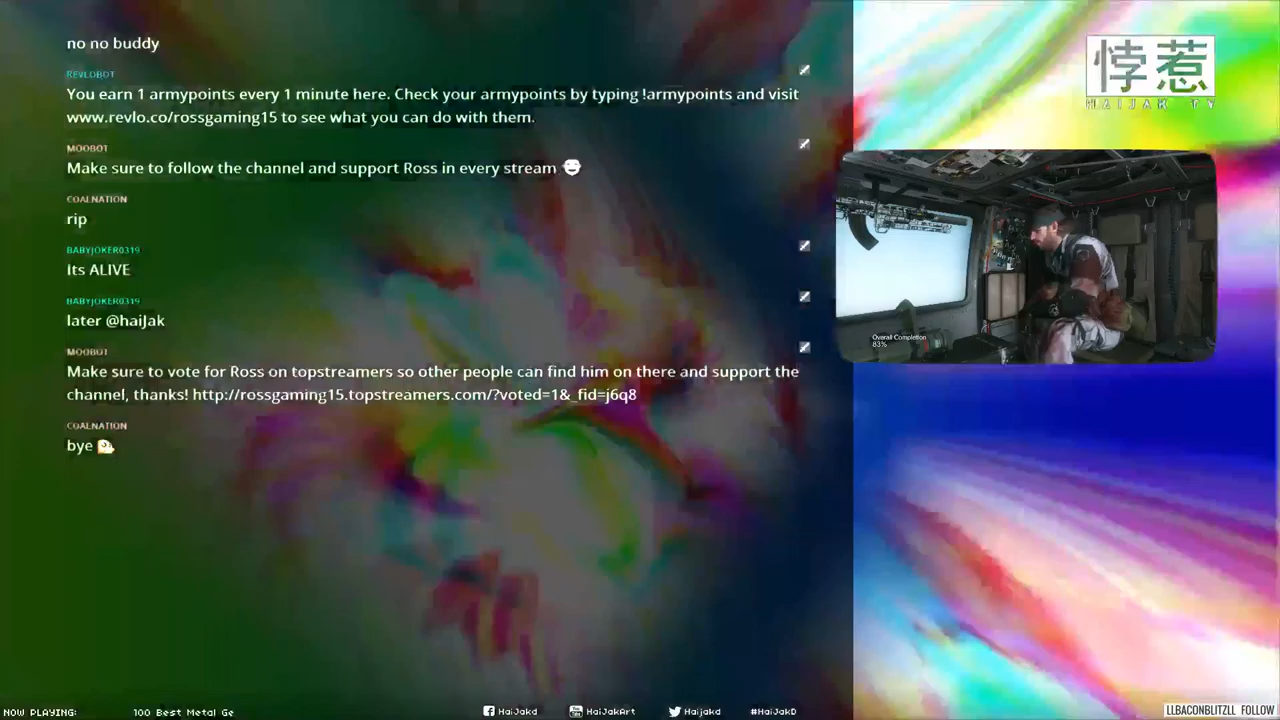 no no buddy
REVLOBOT
You earn 1 armypoints every 1 minute here. Check your armypoints by typing !armypoints and visit
www.revlo.co/rossgaming15 to see what you can do with them.
MOOBOT
Make sure to follow the channel and support Ross in every stream
COALNATION
rip
BABYJOKER0319
Its ALIVE
BABYJOKER0319
later @haiJak
MOOBOT
Make sure to vote for Ross on topstreamers so other people can find him on there and support the
channel, thanks! http://rossgaming15.topstreamers.com/?voted=1&_fid=j6q8
COALNATION
bye
悖惹
HAIJAK TV
Overall Completion
83%
NOW PLAYING: 100 Best Metal Ge
HaiJakd
You Tube HaiJakArt
Haijakd
#HaiJakD
LLBACONBLITZLL FOLLOW